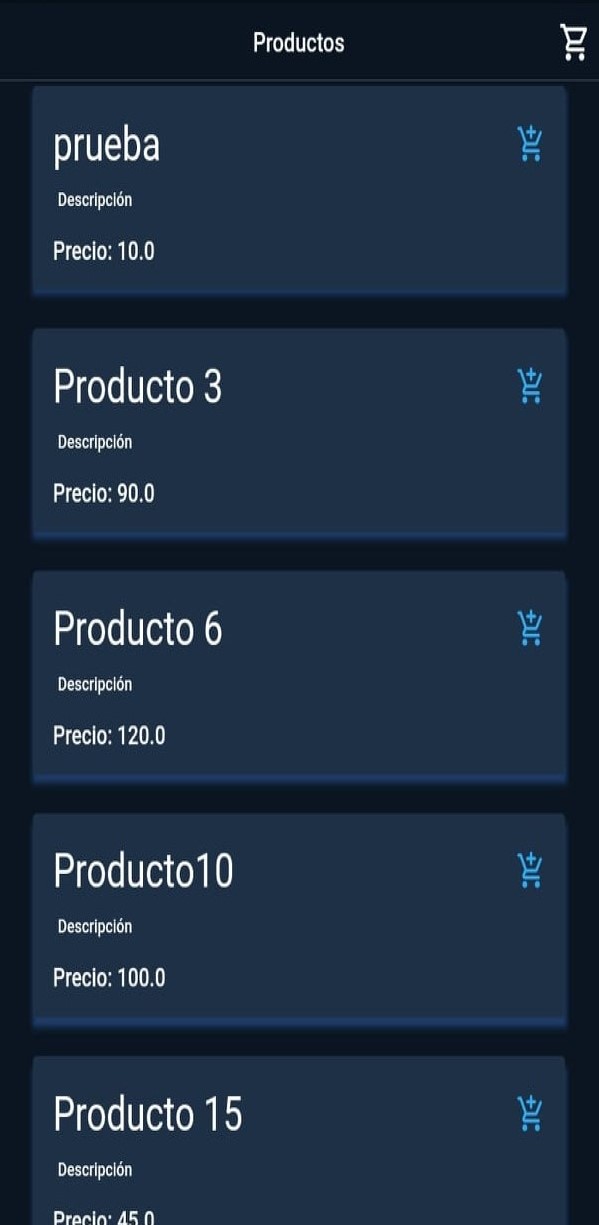 Productos
prueba
Descripción
Precio: 10.0
Producto 3
Descripción
Precio: 90.0
Producto 6
Descripción
Precio: 120.0
Producto10
Descripción
Precio: 100.0
Producto 15
Descripción
Precio: 45.0